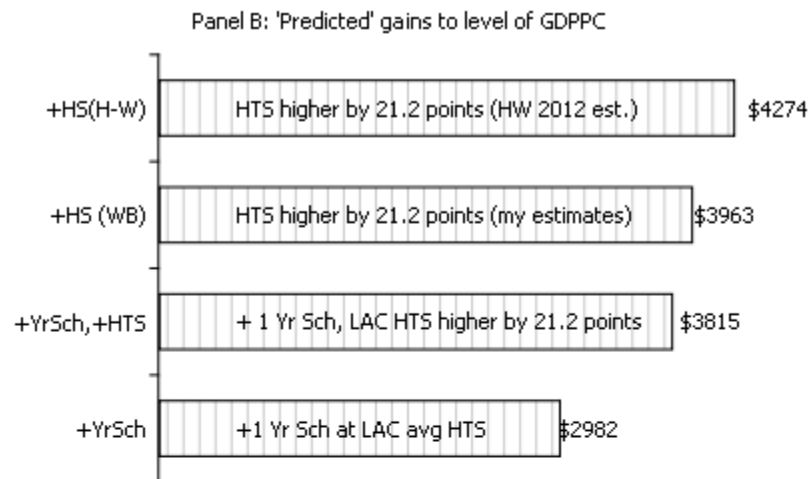 Panel B: 'Predicted' gains to level of GDPPC
+HS(H-W) HTS higher by 21.2 points (HW 2012 est.) $4274
+HS (WB) HTS higher by 21.2 points (my estimates) $3963
+YrSch,+HTS + 1 Yr Sch, LAC HTS higher by 21.2 points $3815
+YrSch +1 Yr Sch at LAC avg HTS $2982